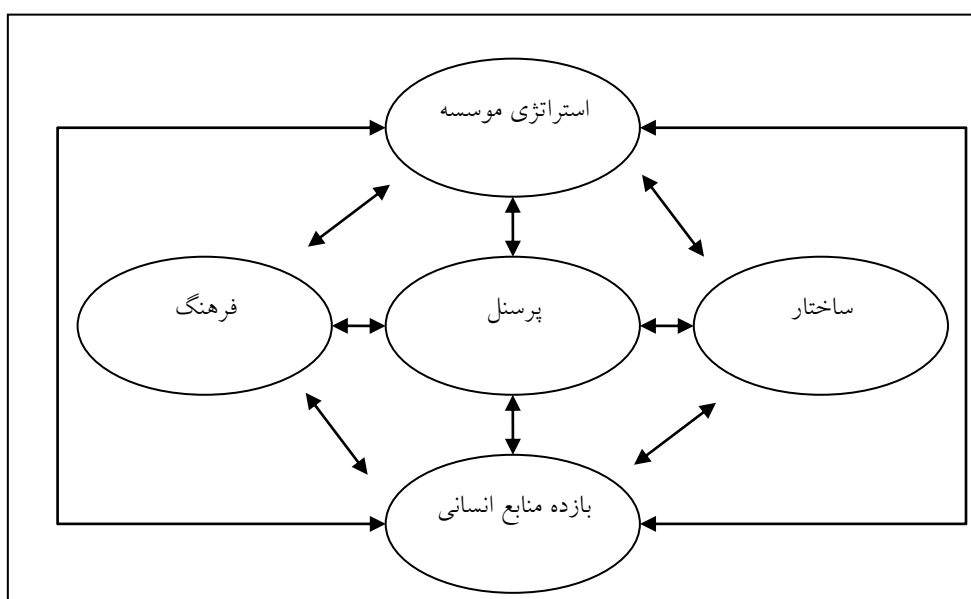 استراتژی موسسه
ساختار
پرسنل
فرهنگ
بازده منابع انسانی